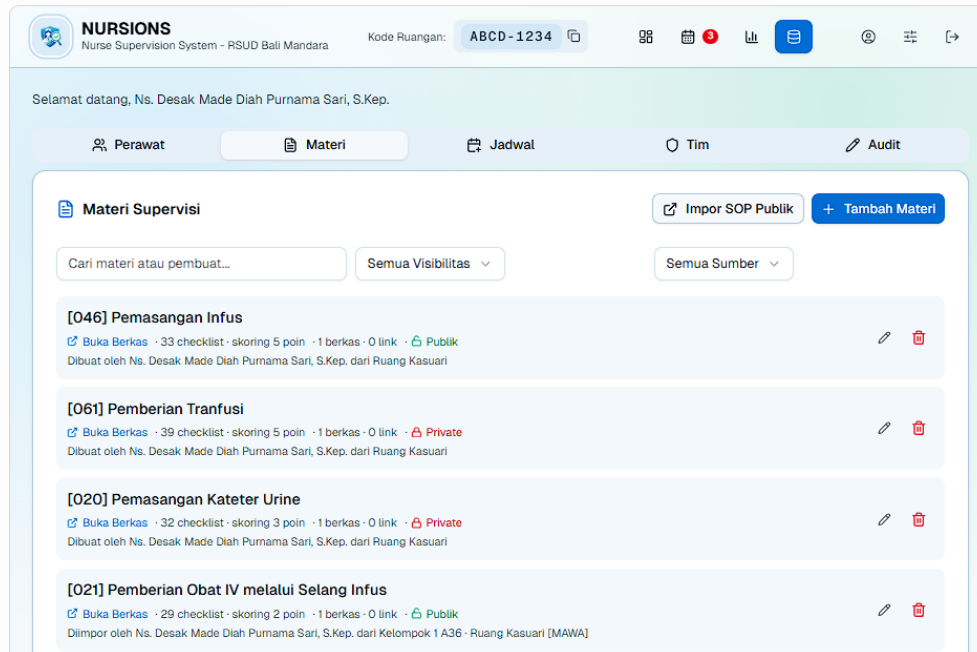 NURSIONS
Nurse Supervision System - RSUD Bali Mandara
Kode Ruangan: ABCD-1234
3
Selamat datang, Ns. Desak Made Diah Purnama Sari, S.Kep.
Perawat Materi Jadwal Tim Audit
Materi Supervisi
Impor SOP Publik + Tambah Materi
Cari materi atau pembuat... Semua Visibilitas Semua Sumber
[046] Pemasangan Infus
Buka Berkas · 33 checklist · skoring 5 poin · 1 berkas · 0 link · Publik
Dibuat oleh Ns. Desak Made Diah Purnama Sari, S.Kep. dari Ruang Kasuari
[061] Pemberian Tranfusi
Buka Berkas · 39 checklist · skoring 5 poin · 1 berkas · 0 link · Private
Dibuat oleh Ns. Desak Made Diah Purnama Sari, S.Kep. dari Ruang Kasuari
[020] Pemasangan Kateter Urine
Buka Berkas · 32 checklist · skoring 3 poin · 1 berkas · 0 link · Private
Dibuat oleh Ns. Desak Made Diah Purnama Sari, S.Kep. dari Ruang Kasuari
[021] Pemberian Obat IV melalui Selang Infus
Buka Berkas · 29 checklist · skoring 2 poin · 1 berkas · 0 link · Publik
Diimpor oleh Ns. Desak Made Diah Purnama Sari, S.Kep. dari Kelompok 1 A36 · Ruang Kasuari [MAWA]